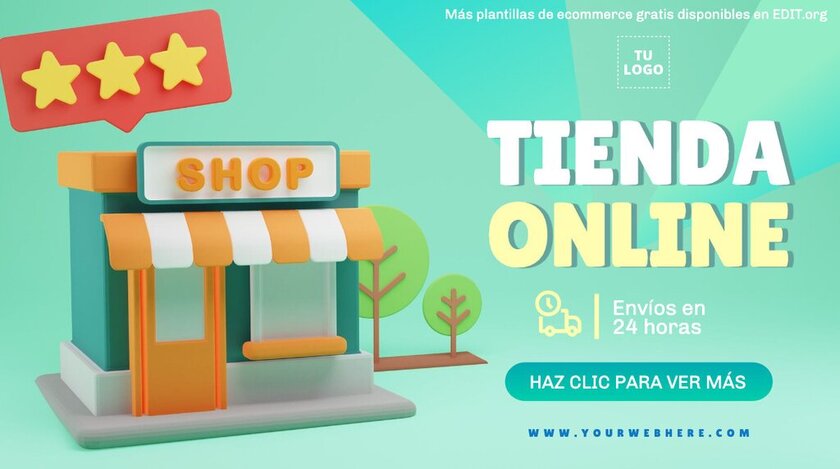 Más plantillas de ecommerce gratis disponibles en EDIT.org
TU
LOGO
SHOP
TIENDA
ONLINE
Envíos en
24 horas
HAZ CLIC PARA VER MÁS
WWW.YOURWEBHERE.COM